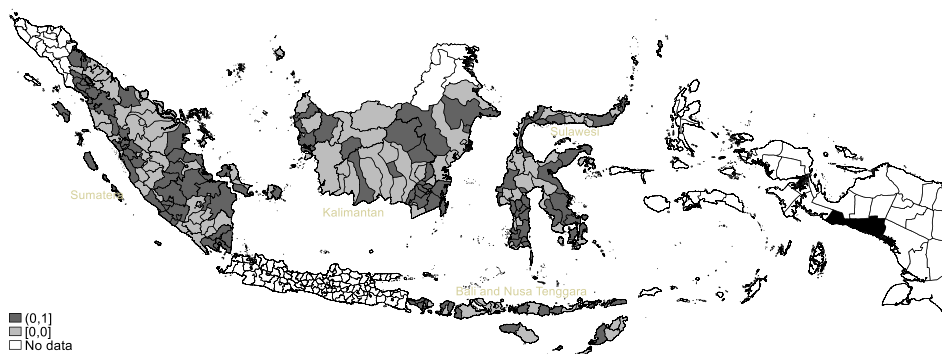 Sulawesi
Sumatera
Kalimantan
Bali and Nusa Tenggara
(0,1]
[0,0]
No data